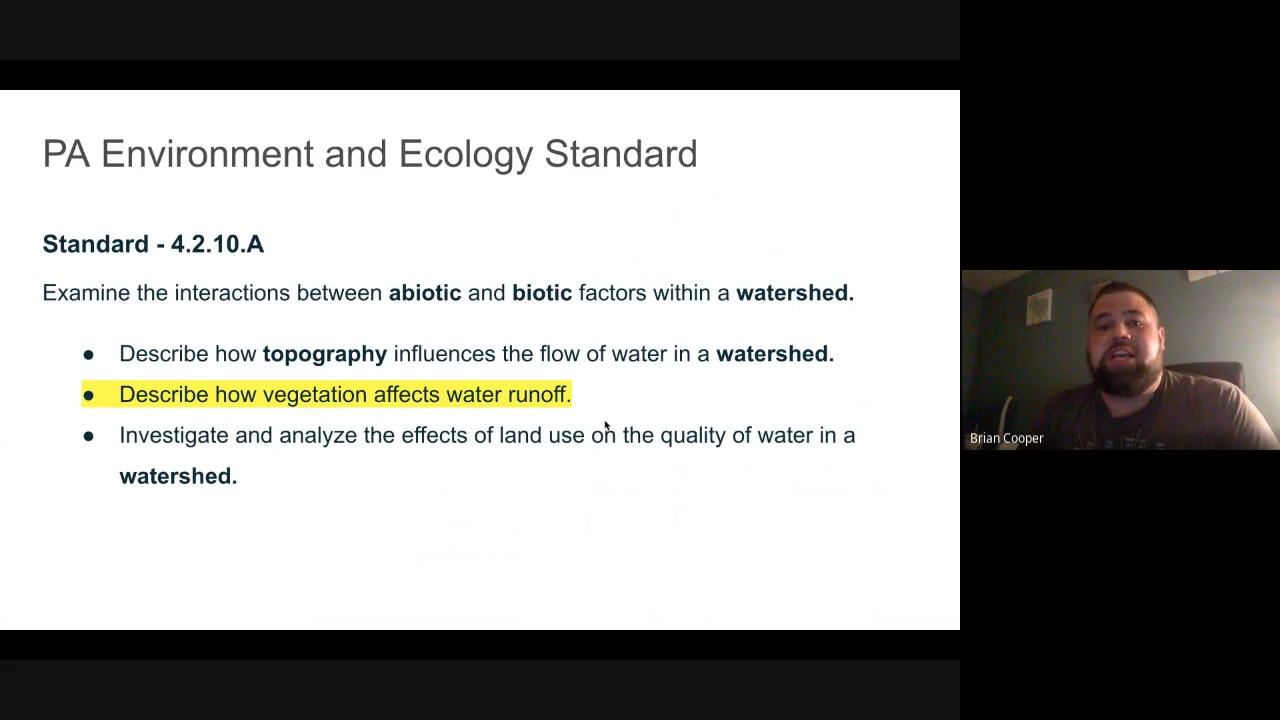 PA Environment and Ecology Standard
Standard - 4.2.10.A
Examine the interactions between abiotic and biotic factors within a watershed.
● Describe how topography influences the flow of water in a watershed.
● Describe how vegetation affects water runoff.
● Investigate and analyze the effects of land use on the quality of water in a
watershed.
Brian Cooper